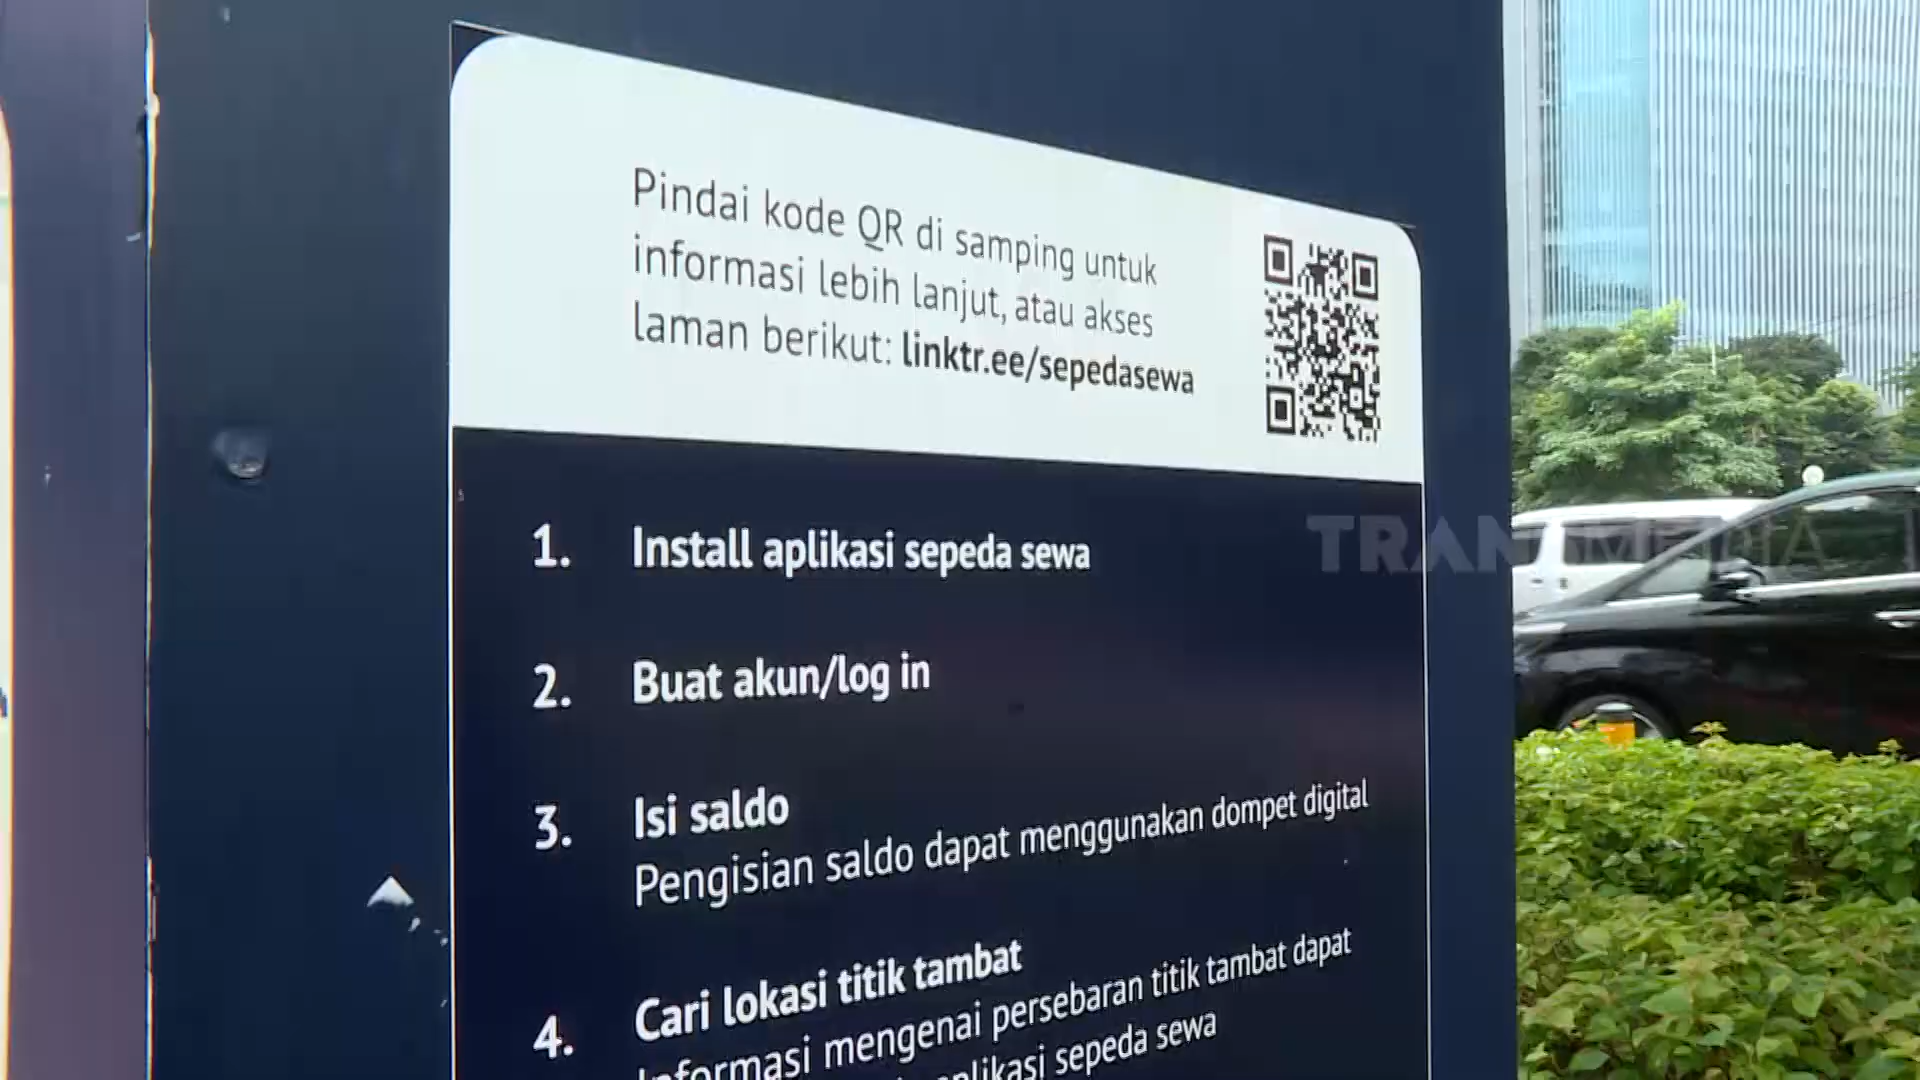 Pindai kode QR di samping untuk
informasi lebih lanjut, atau akses
laman berikut: linktr.ee/sepedasewa
1. Install aplikasi sepeda sewa
2. Buat akun/log in
3. Isi saldo
Pengisian saldo dapat menggunakan dompet digital
4. Cari lokasi titik tambat
Informasi mengenai persebaran titik tambat dapat
aplikasi sepeda sewa
TRANSMEDIA